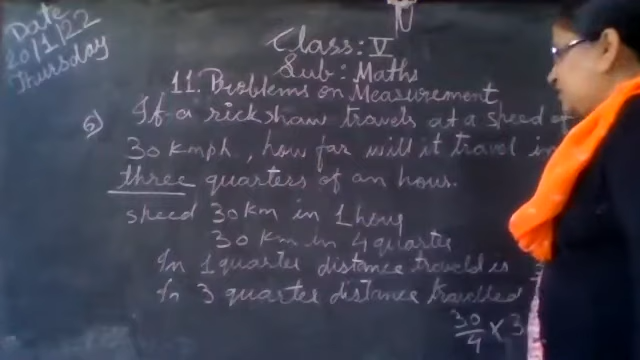 Date
20/1/22
Thursday
Class: V
Sub: Maths
11. Problems on Measurement
6) If a rickshaw travels at a speed of
30 kmph, how far will it travel in
three quarters of an hour.
speed 30 km in 1 hour
30 km in 4 quarter
In 1 quarter distance traveld is
In 3 quarter distance travelled
30/4 × 3